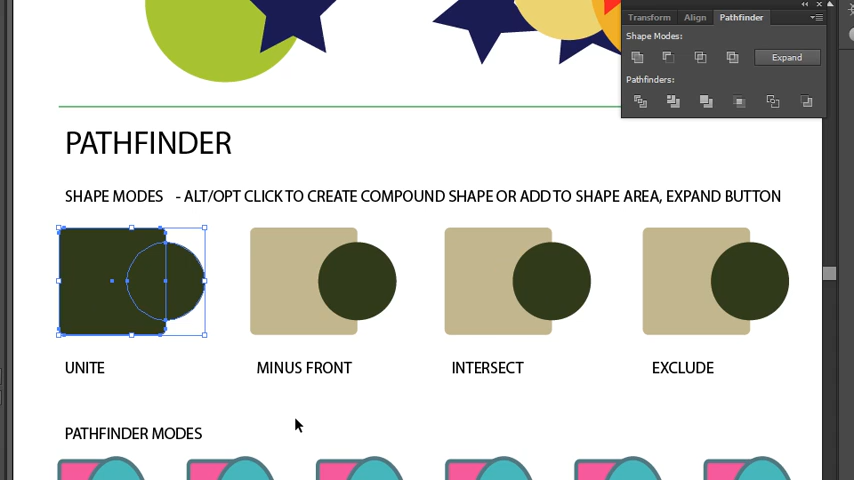 Transform Align Pathfinder
Shape Modes:
Expand
Pathfinders:
PATHFINDER
SHAPE MODES - ALT/OPT CLICK TO CREATE COMPOUND SHAPE OR ADD TO SHAPE AREA, EXPAND BUTTON
UNITE MINUS FRONT INTERSECT EXCLUDE
PATHFINDER MODES